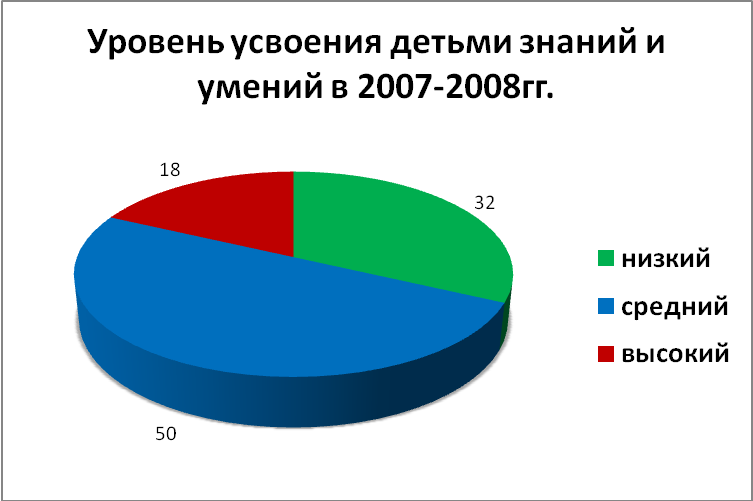 Уровень усвоения детьми знаний и
умений в 2007-2008гг.
18
32
50
низкий
средний
высокий